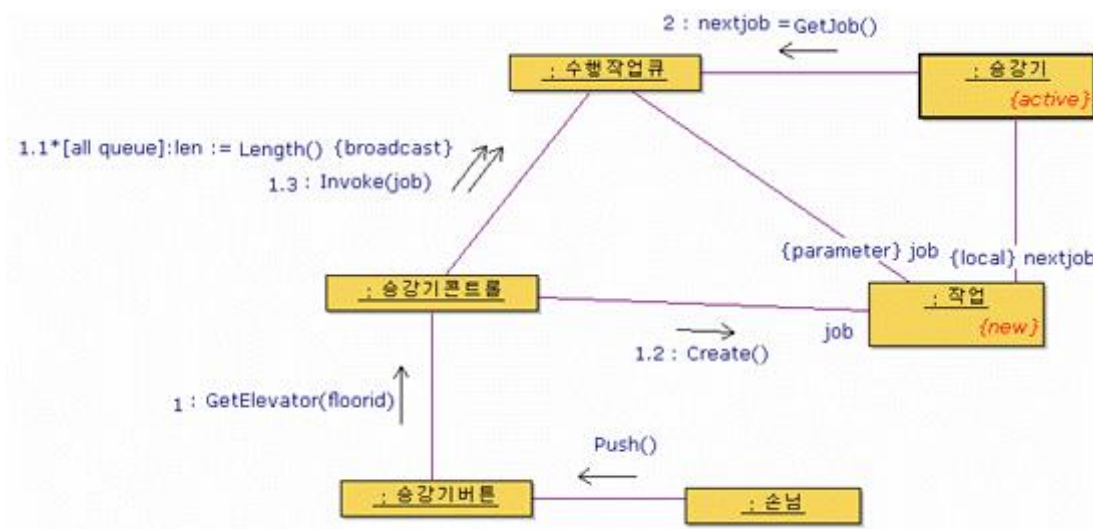 2 : nextjob = GetJob()
: 수행작업큐
: 승강기
{active}
1.1*[all queue]:len := Length() {broadcast}
1.3 : Invoke(job)
{parameter} job
{local} nextjob
: 승강기콘트롤
: 작업
{new}
job
1.2 : Create()
1 : GetElevator(floorid)
Push()
: 승강기버튼
: 손님